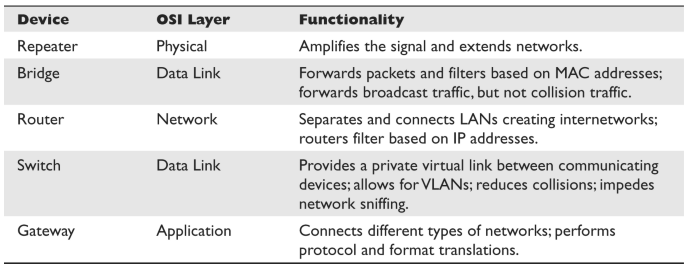 Device OSI Layer Functionality
Repeater Physical Amplifies the signal and extends networks.
Bridge Data Link Forwards packets and filters based on MAC addresses;
forwards broadcast traffic, but not collision traffic.
Router Network Separates and connects LANs creating internetworks;
routers filter based on IP addresses.
Switch Data Link Provides a private virtual link between communicating
devices; allows for VLANs; reduces collisions; impedes
network sniffing.
Gateway Application Connects different types of networks; performs
protocol and format translations.